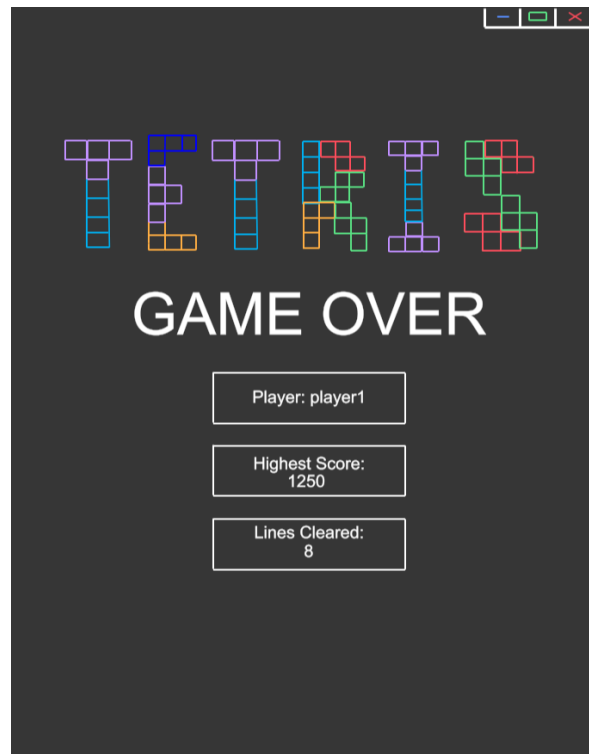 TETRIS
GAME OVER
Player: player1
Highest Score:
1250
Lines Cleared:
8